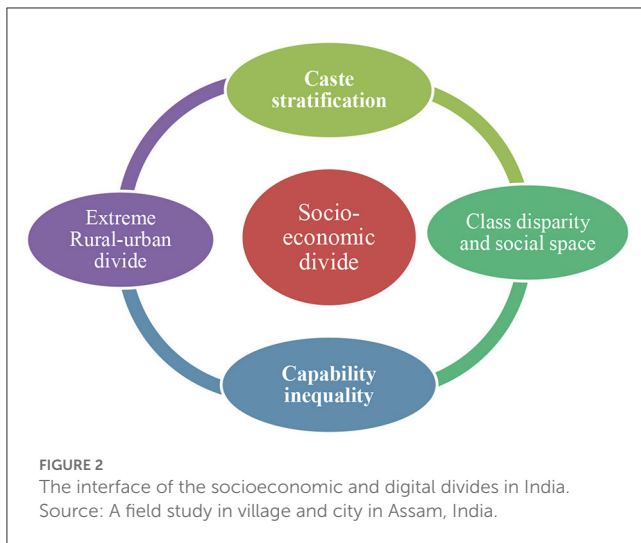 Caste
stratification
Extreme
Rural-urban
divide
Socio-
economic
divide
Class disparity
and social space
Capability
inequality
FIGURE 2
The interface of the socioeconomic and digital divides in India.
Source: A field study in village and city in Assam, India.